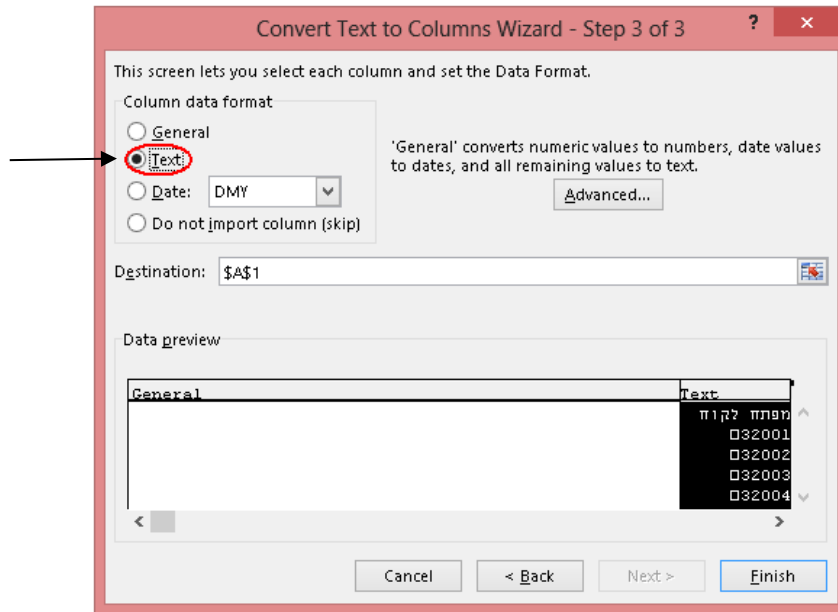 Convert Text to Columns Wizard - Step 3 of 3
?
×
This screen lets you select each column and set the Data Format.
Column data format
General
Text
Date: DMY
Do not import column (skip)
'General' converts numeric values to numbers, date values
to dates, and all remaining values to text.
Advanced...
Destination: $A$1
Data preview
General Text
מפתח לקוח
□32001
□32002
□32003
□32004
Cancel < Back Next > Finish